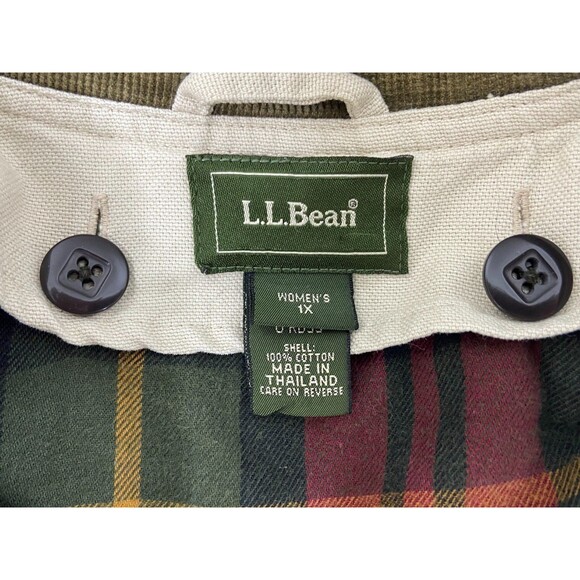 L.L.Bean®
WOMEN'S
1X
SHELL:
100% COTTON
MADE IN
THAILAND
CARE ON REVERSE